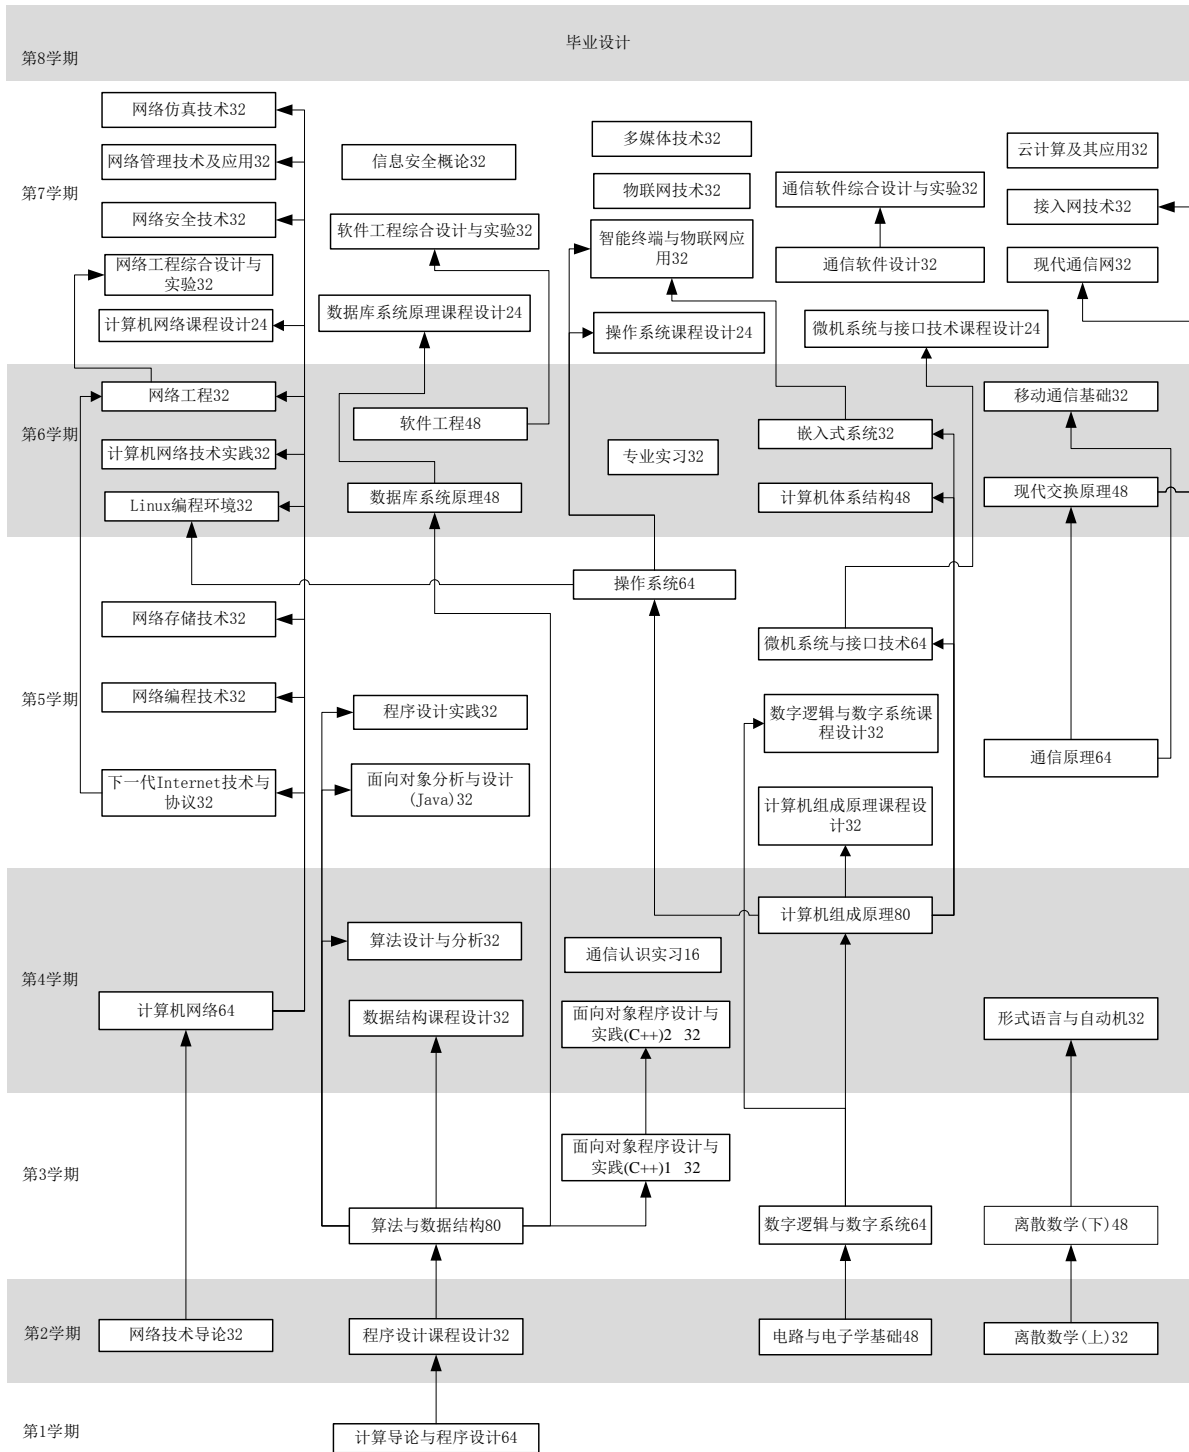 毕业设计
第8学期
网络仿真技术32
多媒体技术32
网络管理技术及应用32
信息安全概论32
云计算及其应用32
第7学期
物联网技术32
通信软件综合设计与实验32
接入网技术32
网络安全技术32
软件工程综合设计与实验32
智能终端与物联网应
用32
网络工程综合设计与
实验32
通信软件设计32
现代通信网32
计算机网络课程设计24
数据库系统原理课程设计24
操作系统课程设计24
微机系统与接口技术课程设计24
网络工程32
移动通信基础32
第6学期
软件工程48
嵌入式系统32
计算机网络技术实践32
专业实习32
Linux编程环境32
数据库系统原理48
计算机体系结构48
现代交换原理48
操作系统64
网络存储技术32
微机系统与接口技术64
第5学期
网络编程技术32
程序设计实践32
数字逻辑与数字系统课
程设计32
通信原理64
下一代Internet技术与
协议32
面向对象分析与设计
(Java)32
计算机组成原理课程设
计32
计算机组成原理80
算法设计与分析32
通信认识实习16
第4学期
计算机网络64
数据结构课程设计32
面向对象程序设计与
实践(C++)2 32
形式语言与自动机32
第3学期
面向对象程序设计与
实践(C++)1 32
算法与数据结构80
数字逻辑与数字系统64
离散数学(下)48
第2学期
网络技术导论32
程序设计课程设计32
电路与电子学基础48
离散数学(上)32
第1学期
计算导论与程序设计64